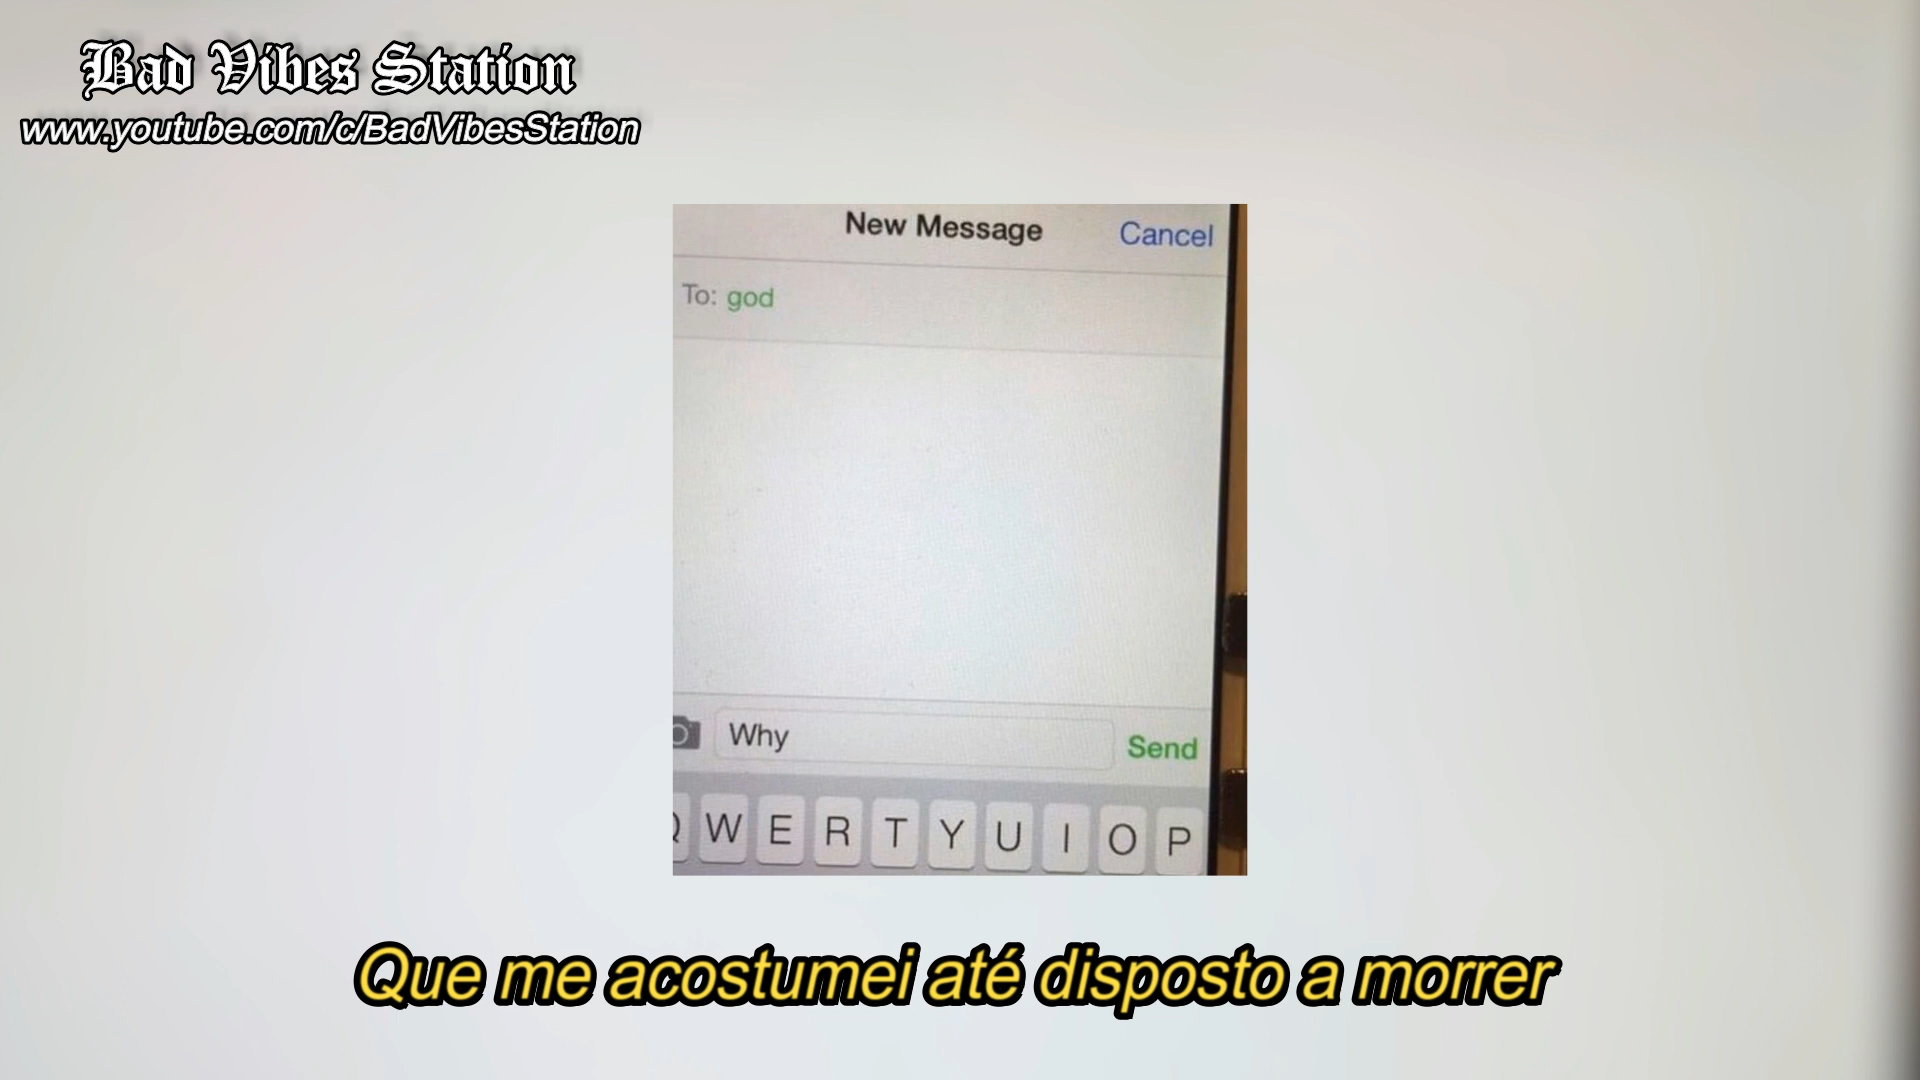 Bad Vibes Station
www.youtube.com/c/BadVibesStation
New Message
Cancel
To: god
Why
Send
Q W E R T Y U I O P
Que me acostumei até disposto a morrer